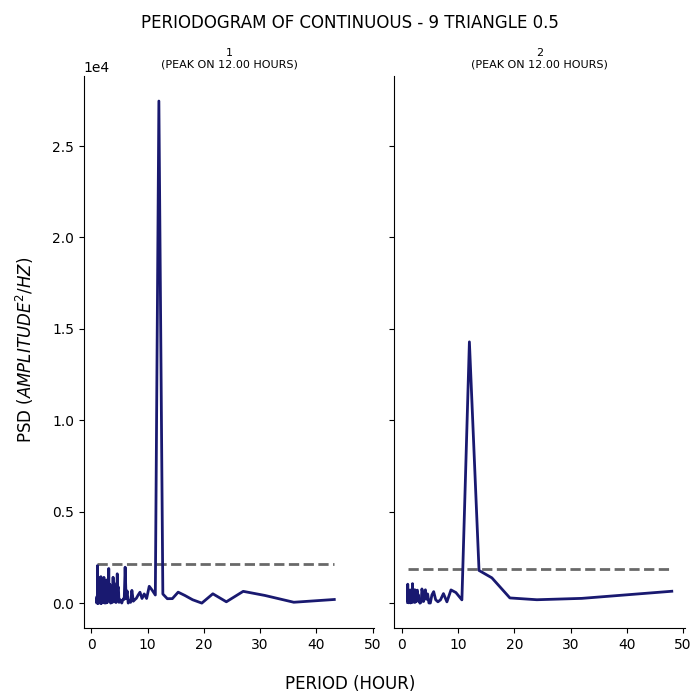 PERIODOGRAM OF CONTINUOUS - 9 TRIANGLE 0.5
1
(PEAK ON 12.00 HOURS)
2
(PEAK ON 12.00 HOURS)
1e4
2.5
2.0
1.5
1.0
0.5
0.0
PSD (AMPLITUDE²/HZ)
0 10 20 30 40 50
0 10 20 30 40 50
PERIOD (HOUR)